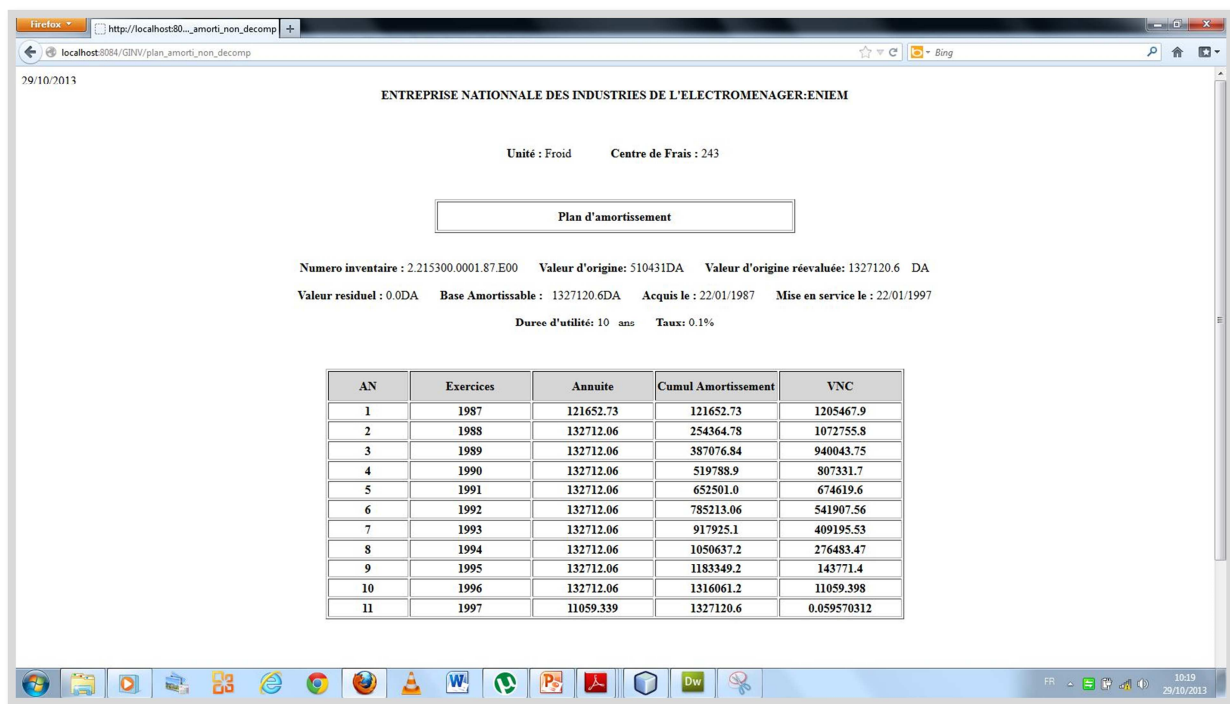 Firefox
http://localhost:80..._amorti_non_decomp
localhost:8084/GINV/plan_amorti_non_decomp
Bing
29/10/2013
ENTREPRISE NATIONNALE DES INDUSTRIES DE L'ELECTROMENAGER:ENIEM
Unité : Froid Centre de Frais : 243
Plan d'amortissement
Numero inventaire : 2.215300.0001.87.E00 Valeur d'origine: 510431DA Valeur d'origine réevaluée: 1327120.6 DA
Valeur residuel : 0.0DA Base Amortissable : 1327120.6DA Acquis le : 22/01/1987 Mise en service le : 22/01/1997
Duree d'utilité: 10 ans Taux: 0.1%
AN Exercices Annuite Cumul Amortissement VNC
1 1987 121652.73 121652.73 1205467.9
2 1988 132712.06 254364.78 1072755.8
3 1989 132712.06 387076.84 940043.75
4 1990 132712.06 519788.9 807331.7
5 1991 132712.06 652501.0 674619.6
6 1992 132712.06 785213.06 541907.56
7 1993 132712.06 917925.1 409195.53
8 1994 132712.06 1050637.2 276483.47
9 1995 132712.06 1183349.2 143771.4
10 1996 132712.06 1316061.2 11059.398
11 1997 11059.339 1327120.6 0.059570312
W
P
Dw
FR
10:19
29/10/2013